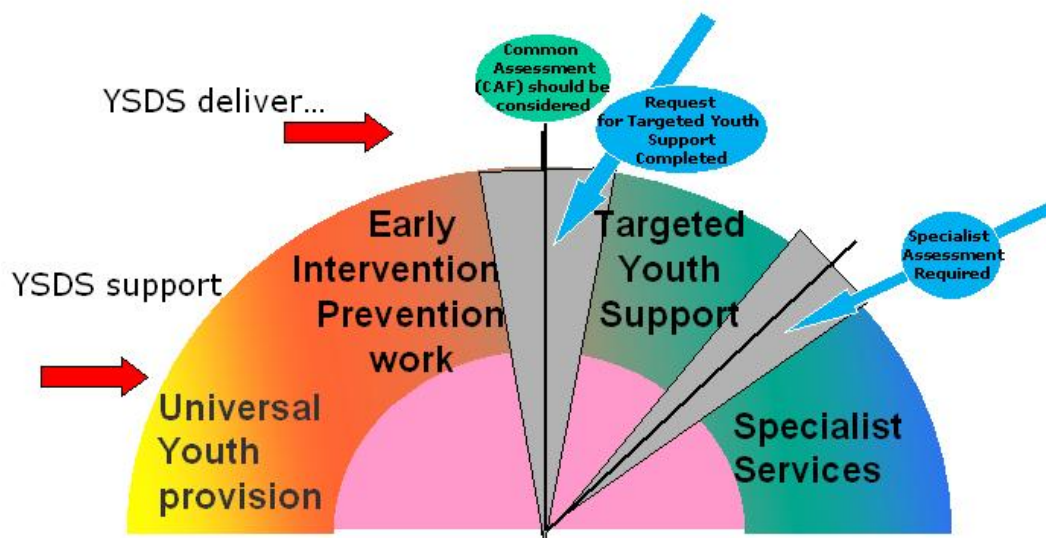 Common
Assessment
(CAF) should be
considered
YSDS deliver...
Request
for Targeted Youth
Support
Completed
Early
Intervention
Prevention
work
Targeted
Youth
Support
Specialist
Assessment
Required
YSDS support
Universal
Youth
provision
Specialist
Services